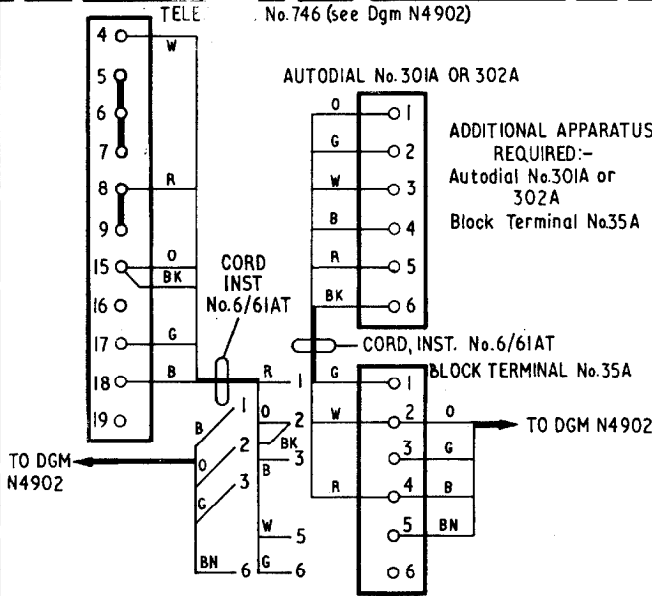 TELE No.746 (see Dgm N4902)
4 W
5
6
7
8 R
9
15 O
BK
16
17 G
18 B
19
CORD
INST
No.6/61AT
AUTODIAL No. 301A OR 302A
O 1
G 2
W 3
B 4
R 5
BK 6
ADDITIONAL APPARATUS
REQUIRED:-
Autodial No.301A or
302A
Block Terminal No.35A
CORD, INST. No.6/61AT
BLOCK TERMINAL No.35A
G 1
W 2 O
3 G
R 4 B
5 BN
6
TO DGM N4902
TO DGM
N4902
B 1
O 2
G 3
BN 6
R 1
O 2
BK
B 3
W 5
G 6